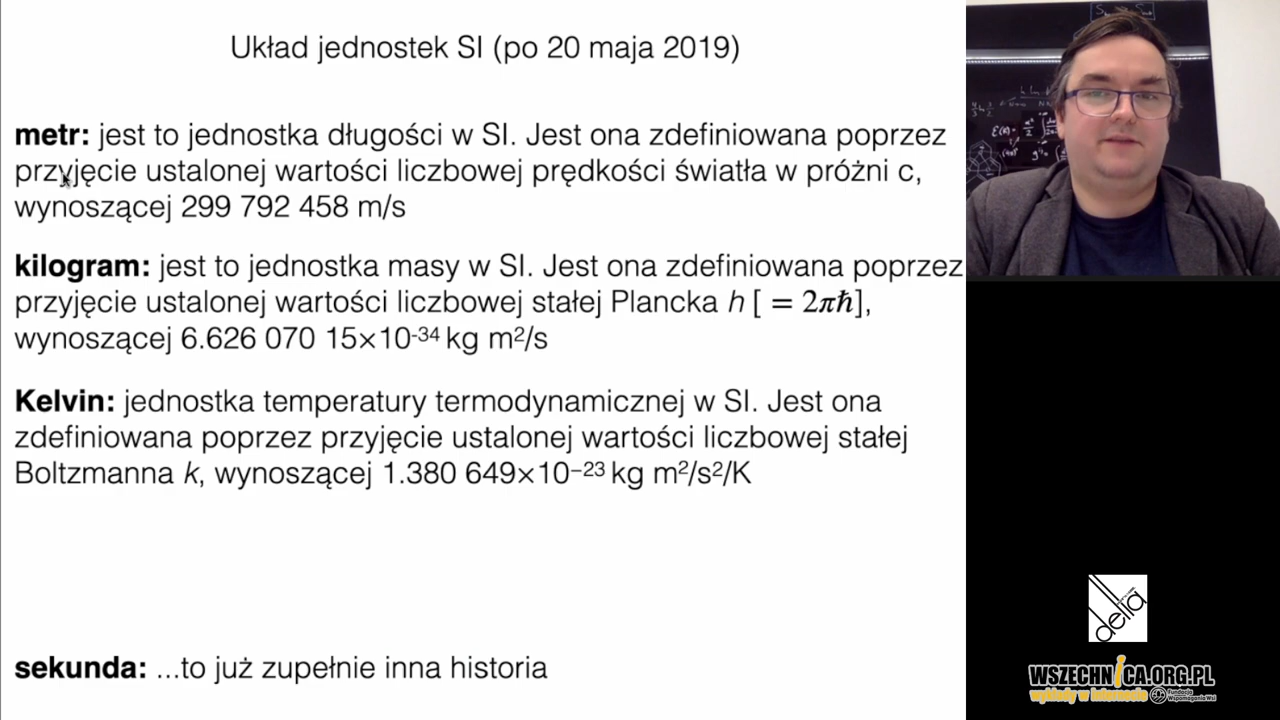 Układ jednostek SI (po 20 maja 2019)
metr: jest to jednostka długości w SI. Jest ona zdefiniowana poprzez
przyjęcie ustalonej wartości liczbowej prędkości światła w próżni c,
wynoszącej 299 792 458 m/s
kilogram: jest to jednostka masy w SI. Jest ona zdefiniowana poprzez
przyjęcie ustalonej wartości liczbowej stałej Plancka h [ = 2πħ],
wynoszącej 6.626 070 15×10⁻³⁴ kg m²/s
Kelvin: jednostka temperatury termodynamicznej w SI. Jest ona
zdefiniowana poprzez przyjęcie ustalonej wartości liczbowej stałej
Boltzmanna k, wynoszącej 1.380 649×10⁻²³ kg m²/s²/K
sekunda: ...to już zupełnie inna historia
delta
WSZECHNICA.ORG.PL
wykłady w internecie
Fundacja
Wspomagania Wsi